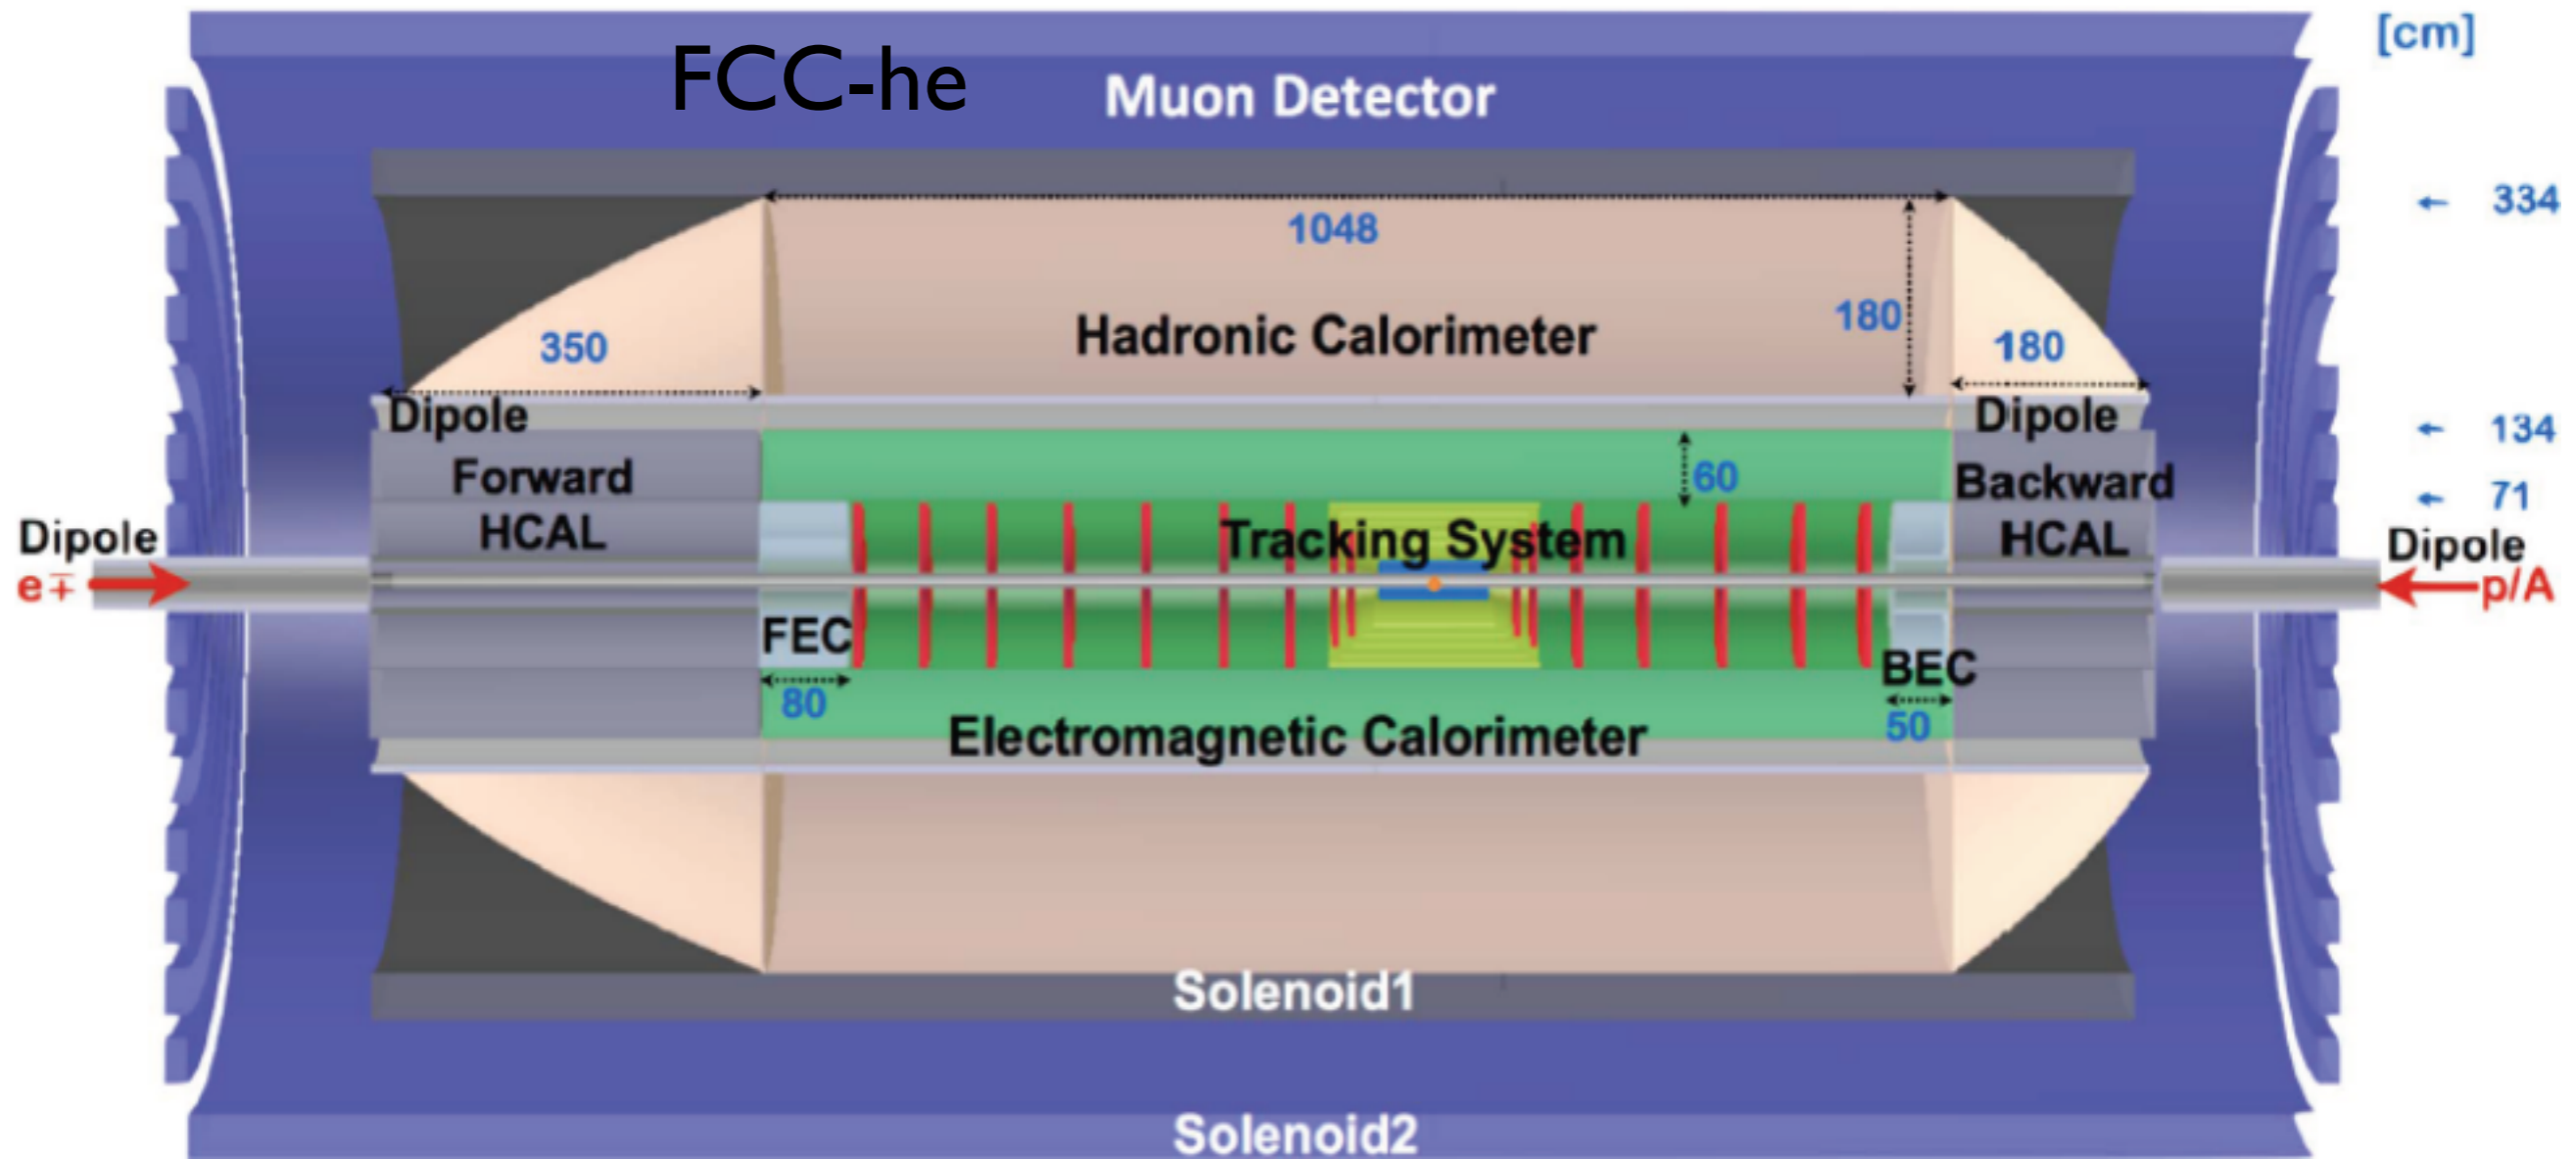 [cm]
FCC-he
Muon Detector
← 334
1048
Hadronic Calorimeter
180
350
180
Dipole
Dipole
← 134
Forward
60
Backward
← 71
Dipole
HCAL
Tracking System
HCAL
Dipole
e∓
p/A
FEC
BEC
80
50
Electromagnetic Calorimeter
Solenoid1
Solenoid2